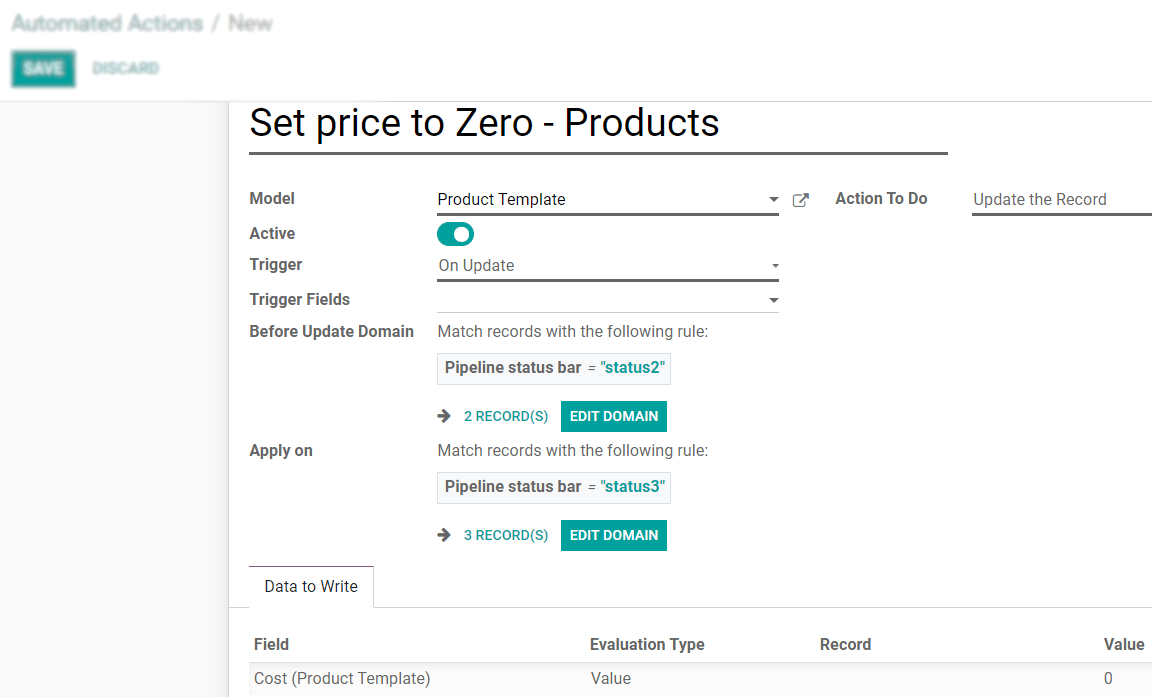 Automated Actions / New
SAVE DISCARD
Set price to Zero - Products
Model Product Template Action To Do Update the Record
Active
Trigger On Update
Trigger Fields
Before Update Domain Match records with the following rule:
Pipeline status bar = "status2"
2 RECORD(S) EDIT DOMAIN
Apply on Match records with the following rule:
Pipeline status bar = "status3"
3 RECORD(S) EDIT DOMAIN
Data to Write
Field Evaluation Type Record Value
Cost (Product Template) Value 0